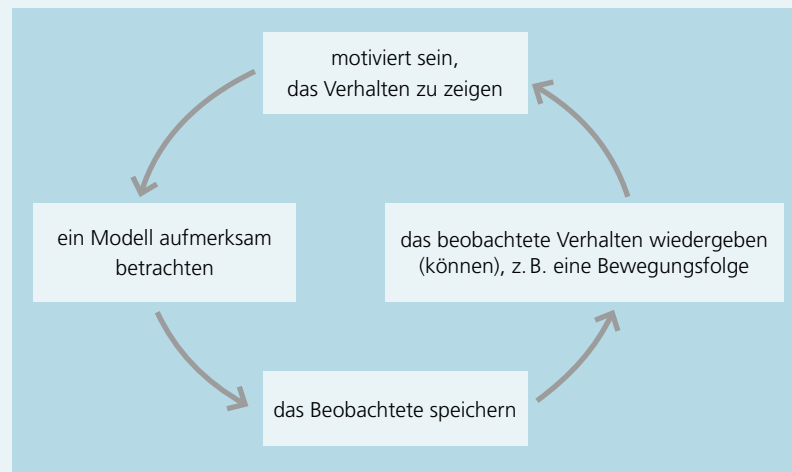 motiviert sein,
das Verhalten zu zeigen
ein Modell aufmerksam
betrachten
das beobachtete Verhalten wiedergeben
(können), z. B. eine Bewegungsfolge
das Beobachtete speichern